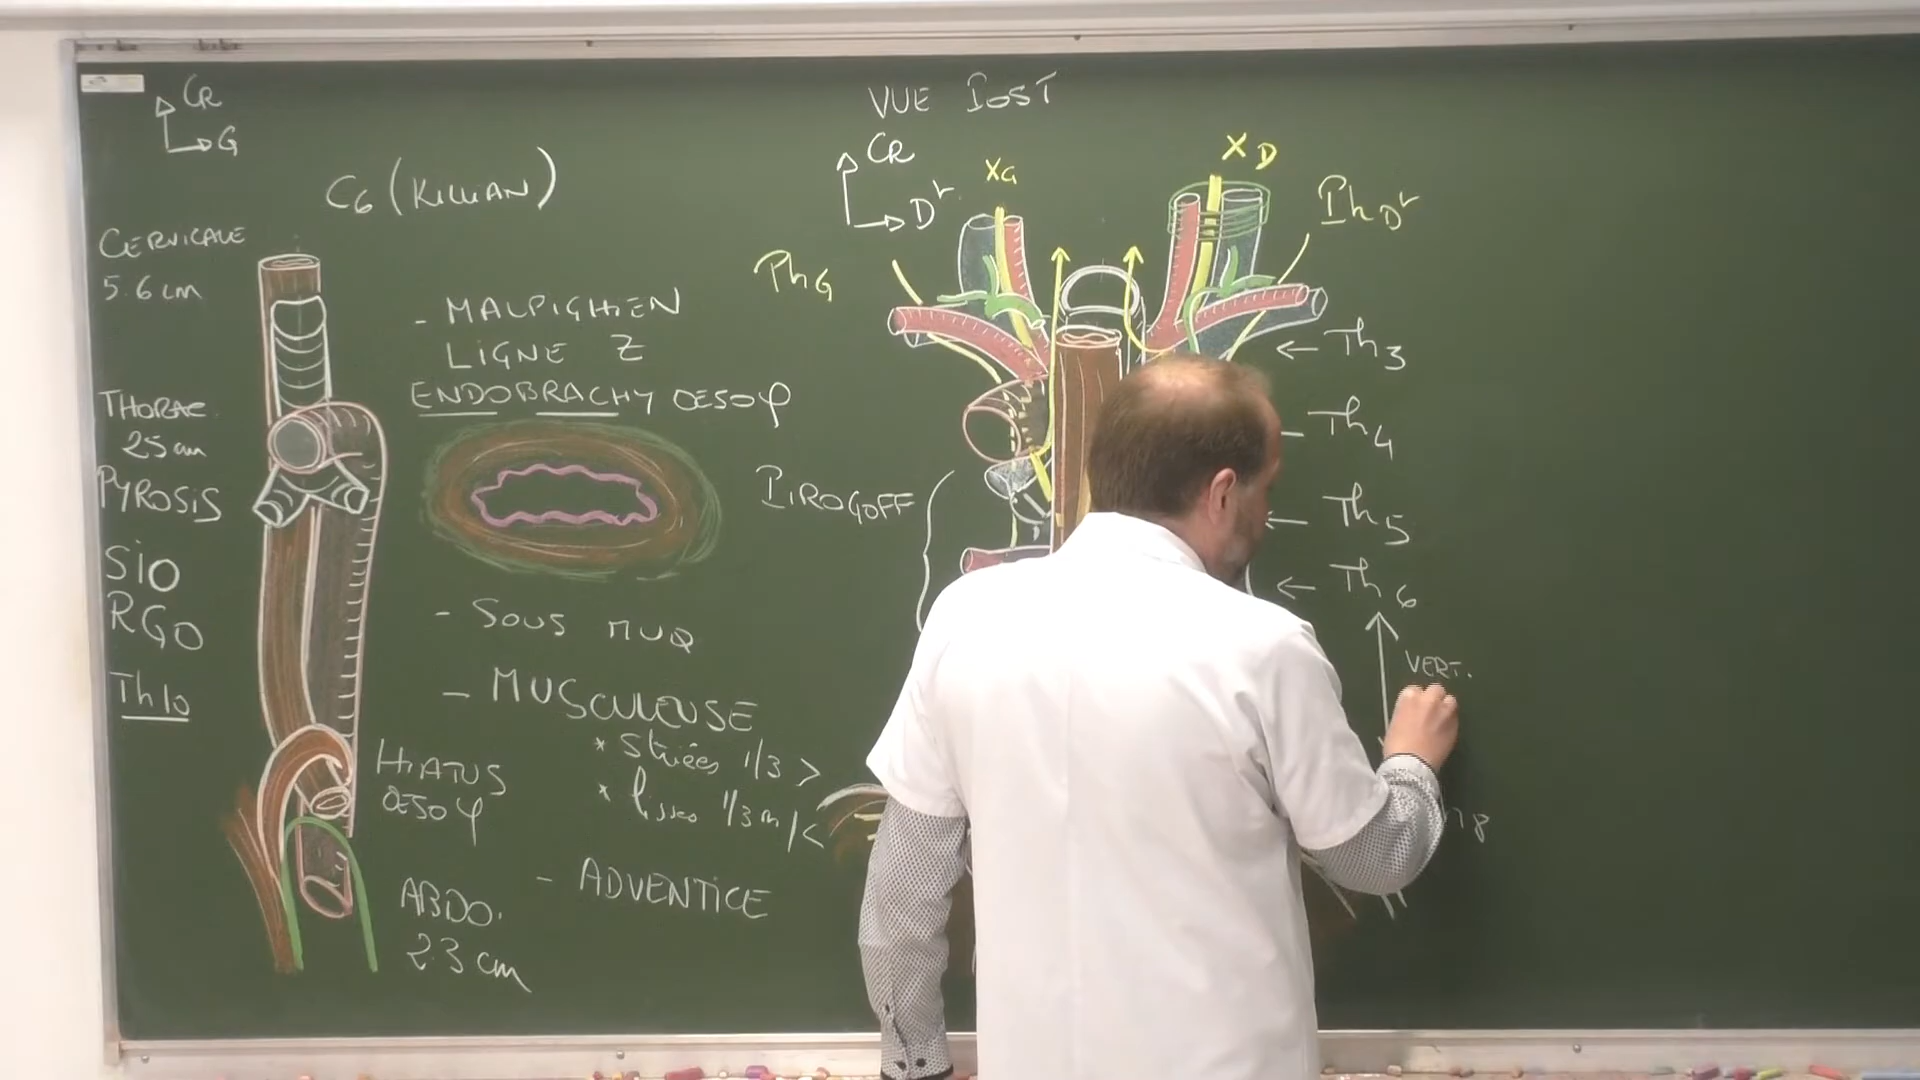 CR
G
C6 (KILLIAN)
CERVICALE
5.6 cm
THORAC.
25 cm
PYROSIS
SiO
RGO
Th10
- MALPIGHIEN
LIGNE Z
ENDOBRACHY OESOφ
- SOUS MUQ
- MUSCULEUSE
* Striées 1/3 >
* lisses 1/3 m/<
- ADVENTICE
HIATUS
OESOφ
ABDO.
2.3 cm
VUE POST
CR
Dr
XG
XD
PhG
PhDr
PIROGOFF
← Th3
Th4
← Th5
← Th6
VERT.
h8